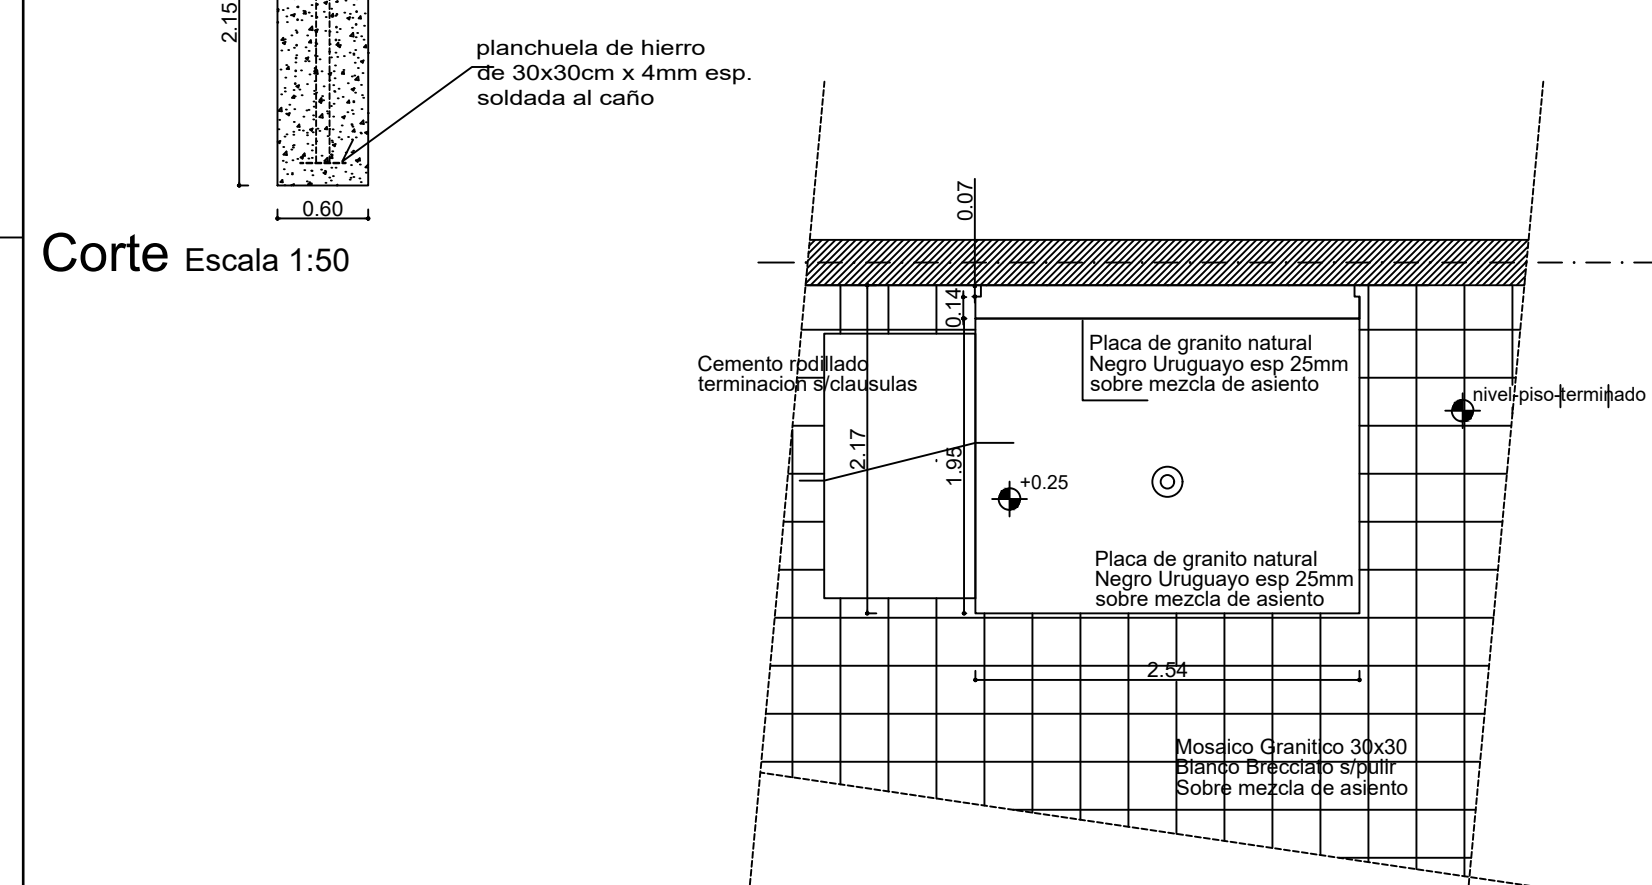 2.15
planchuela de hierro
de 30x30cm x 4mm esp.
soldada al caño
0.60
Corte Escala 1:50
0.07
0.14
Placa de granito natural
Negro Uruguayo esp 25mm
sobre mezcla de asiento
Cemento rodillado
terminacion s/clausulas
nivel-piso-terminado
2.17
1.95
+0.25
Placa de granito natural
Negro Uruguayo esp 25mm
sobre mezcla de asiento
2.54
Mosaico Granitico 30x30
Blanco Brecciato s/pulir
Sobre mezcla de asiento